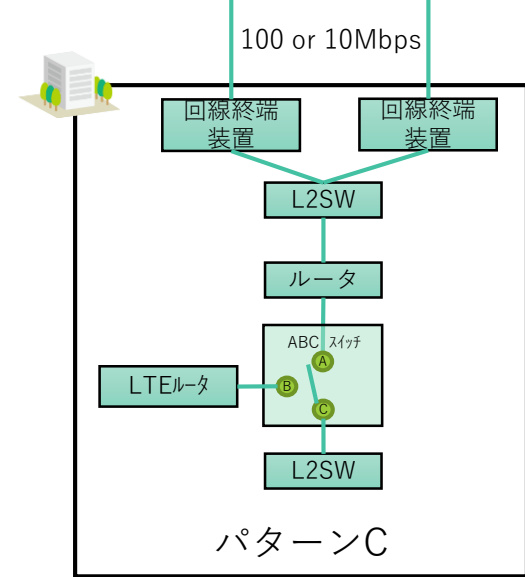 100 or 10Mbps
回線終端
装置
回線終端
装置
L2SW
ルータ
ABC ｽｲｯﾁ
A
LTEﾙｰﾀ
B
C
L2SW
パターンC